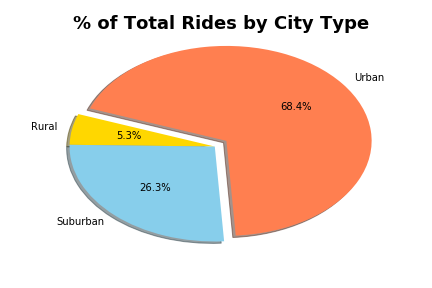 % of Total Rides by City Type
Urban
68.4%
Rural
5.3%
26.3%
Suburban